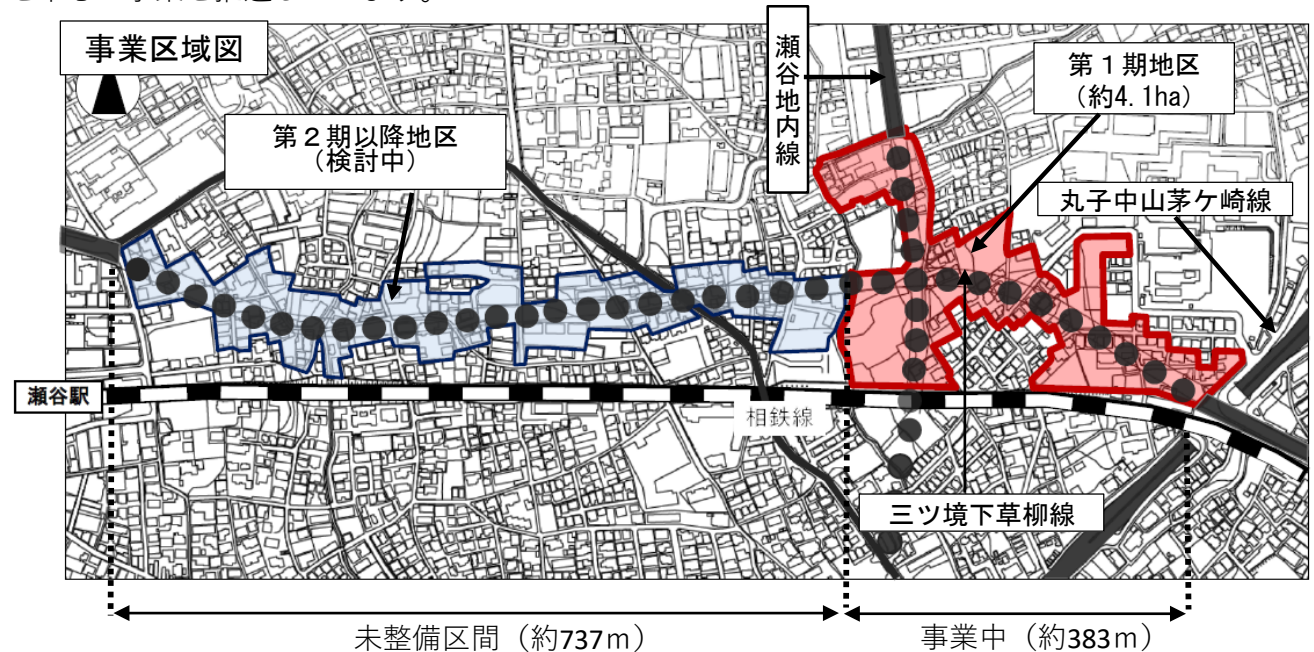 事業区域図
瀬谷地内線
第1期地区
(約4.1ha)
第2期以降地区
(検討中)
丸子中山茅ケ崎線
瀬谷駅
相鉄線
三ツ境下草柳線
未整備区間（約737ｍ）
事業中（約383ｍ）